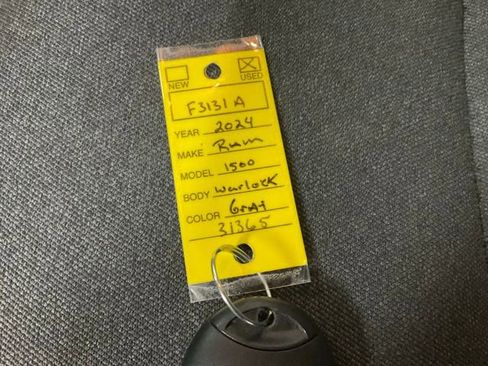 NEW USED
F3131A
YEAR 2024
MAKE Ram
MODEL 1500
BODY Warlock
COLOR Gray
31365